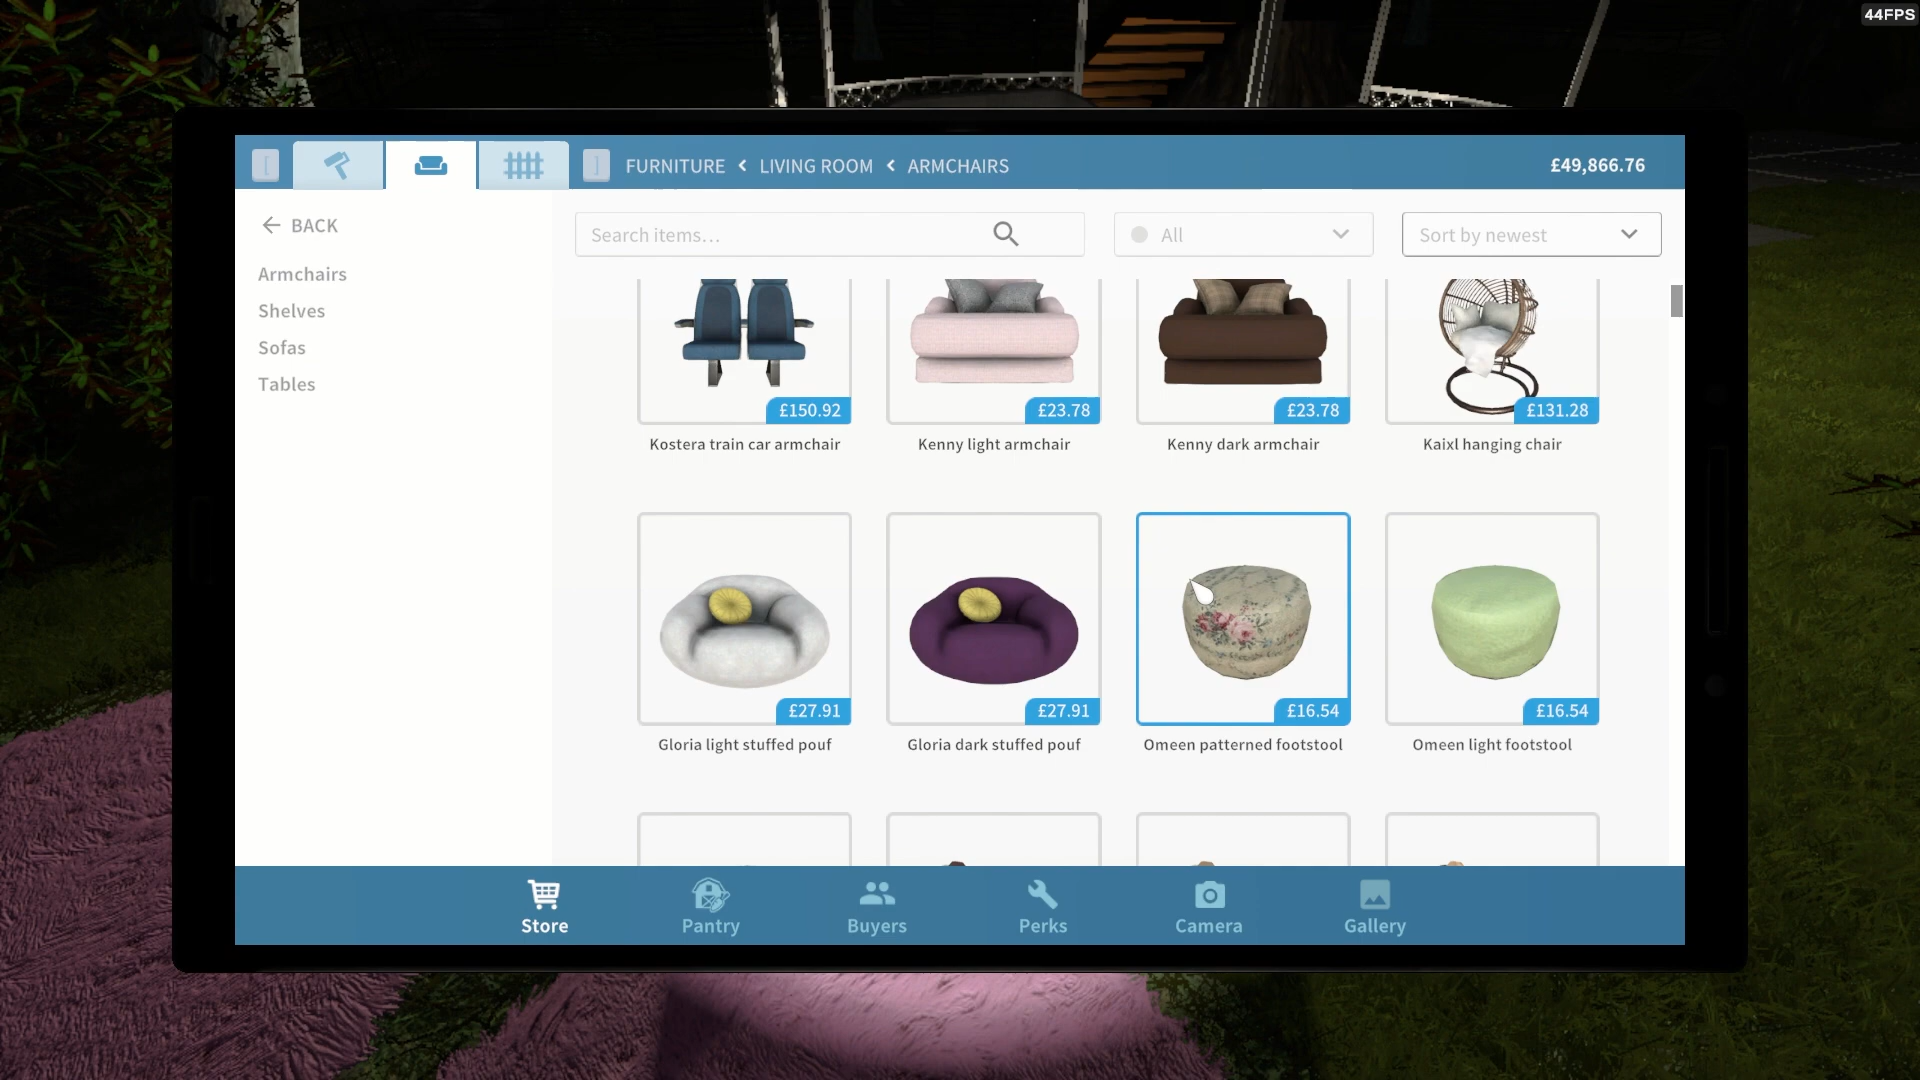 44FPS
[
]
FURNITURE < LIVING ROOM < ARMCHAIRS
£49,866.76
BACK
Armchairs
Shelves
Sofas
Tables
Search items...
All
Sort by newest
£150.92
£23.78
£23.78
£131.28
Kostera train car armchair
Kenny light armchair
Kenny dark armchair
Kaixl hanging chair
£27.91
£27.91
£16.54
£16.54
Gloria light stuffed pouf
Gloria dark stuffed pouf
Omeen patterned footstool
Omeen light footstool
Store
Pantry
Buyers
Perks
Camera
Gallery